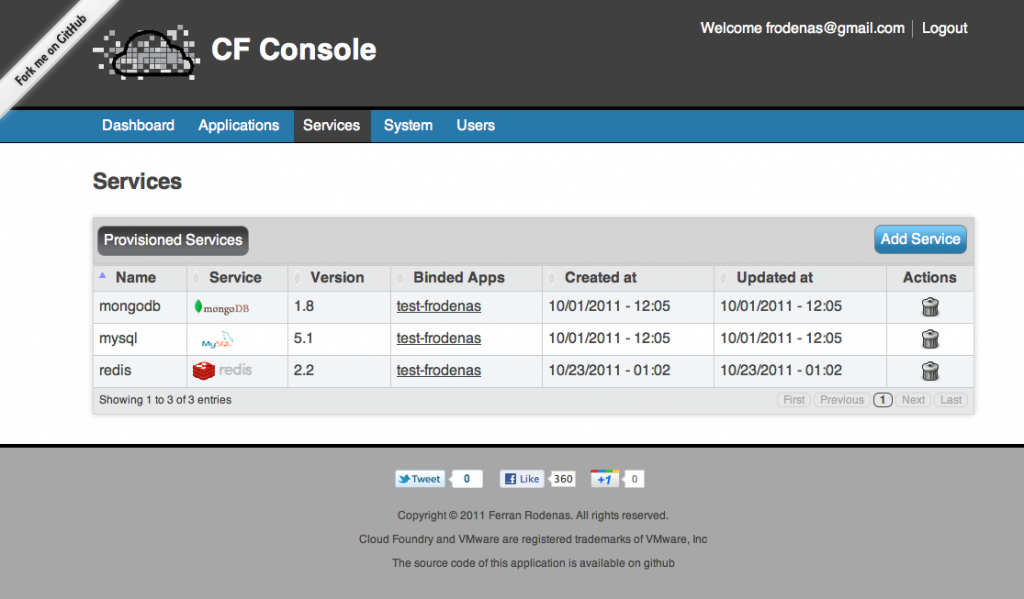 Fork me on GitHub
CF Console
Welcome frodenas@gmail.com Logout
Dashboard Applications Services System Users
Services
Provisioned Services Add Service
Name Service Version Binded Apps Created at Updated at Actions
mongodb mongoDB 1.8 test-frodenas 10/01/2011 - 12:05 10/01/2011 - 12:05
mysql MySQL 5.1 test-frodenas 10/01/2011 - 12:05 10/01/2011 - 12:05
redis redis 2.2 test-frodenas 10/23/2011 - 01:02 10/23/2011 - 01:02
Showing 1 to 3 of 3 entries First Previous 1 Next Last
Tweet 0 Like 360 +1 0
Copyright © 2011 Ferran Rodenas. All rights reserved.
Cloud Foundry and VMware are registered trademarks of VMware, Inc
The source code of this application is available on github